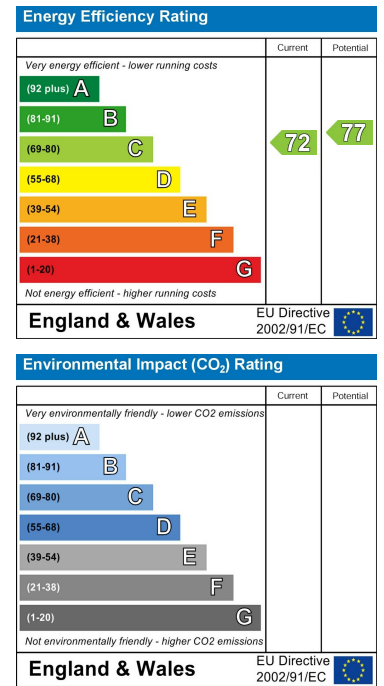 Energy Efficiency Rating
Current Potential
Very energy efficient - lower running costs
(92 plus) A
(81-91) B
(69-80) C
72 77
(55-68) D
(39-54) E
(21-38) F
(1-20) G
Not energy efficient - higher running costs
England & Wales
EU Directive
2002/91/EC
Environmental Impact (CO₂) Rating
Current Potential
Very environmentally friendly - lower CO2 emissions
(92 plus) A
(81-91) B
(69-80) C
(55-68) D
(39-54) E
(21-38) F
(1-20) G
Not environmentally friendly - higher CO2 emissions
England & Wales
EU Directive
2002/91/EC